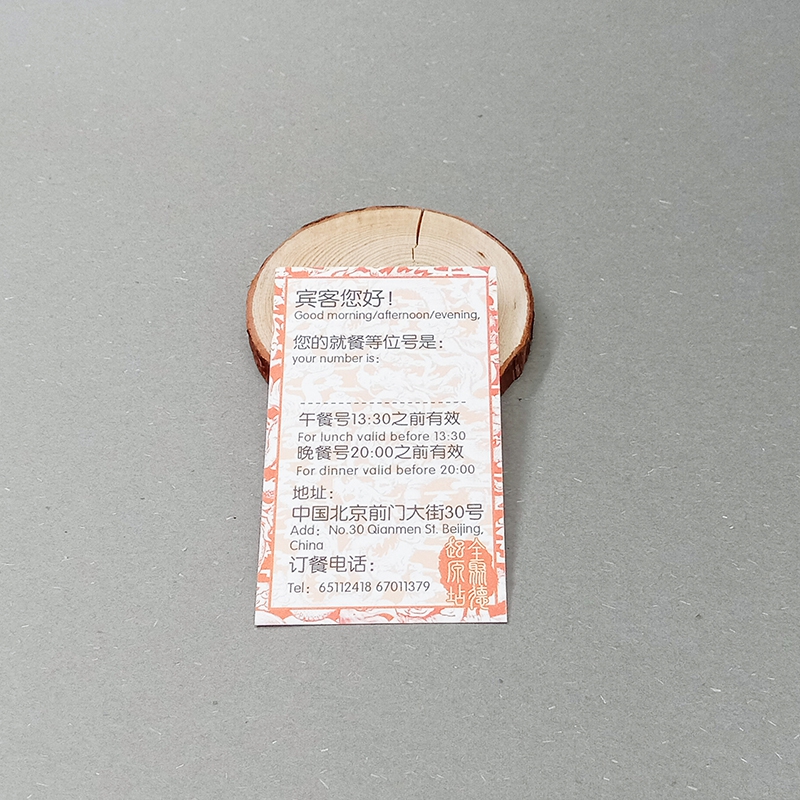 宾客您好!
Good morning/afternoon/evening,
您的就餐等位号是:
your number is:
午餐号13:30之前有效
For lunch valid before 13:30
晚餐号20:00之前有效
For dinner valid before 20:00
地址:
中国北京前门大街30号
Add: No.30 Qianmen St. Beijing,
China
订餐电话:
Tel: 65112418 67011379
全聚德
起原店